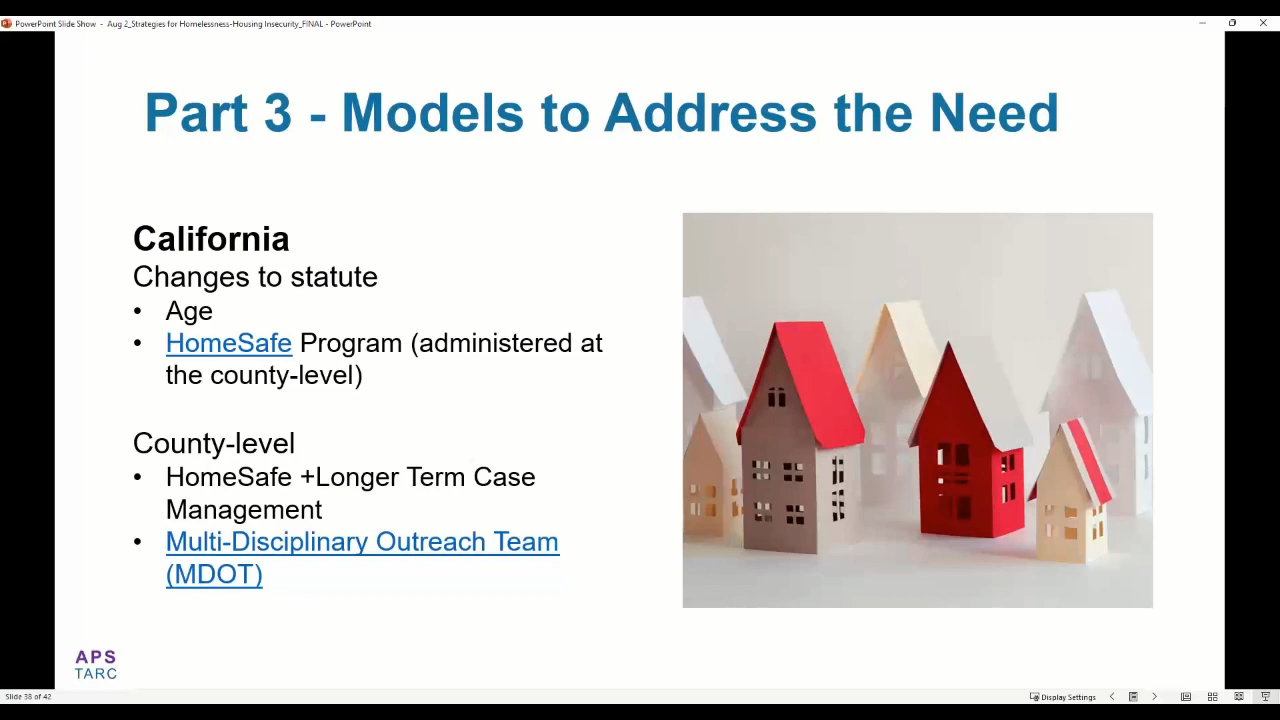 PowerPoint Slide Show - Aug 2_Strategies for Homelessness-Housing Insecurity_FINAL - PowerPoint
Part 3 - Models to Address the Need
California
Changes to statute
• Age
• HomeSafe Program (administered at
the county-level)
County-level
• HomeSafe +Longer Term Case
Management
• Multi-Disciplinary Outreach Team
(MDOT)
APS
TARC
Slide 38 of 42
Display Settings